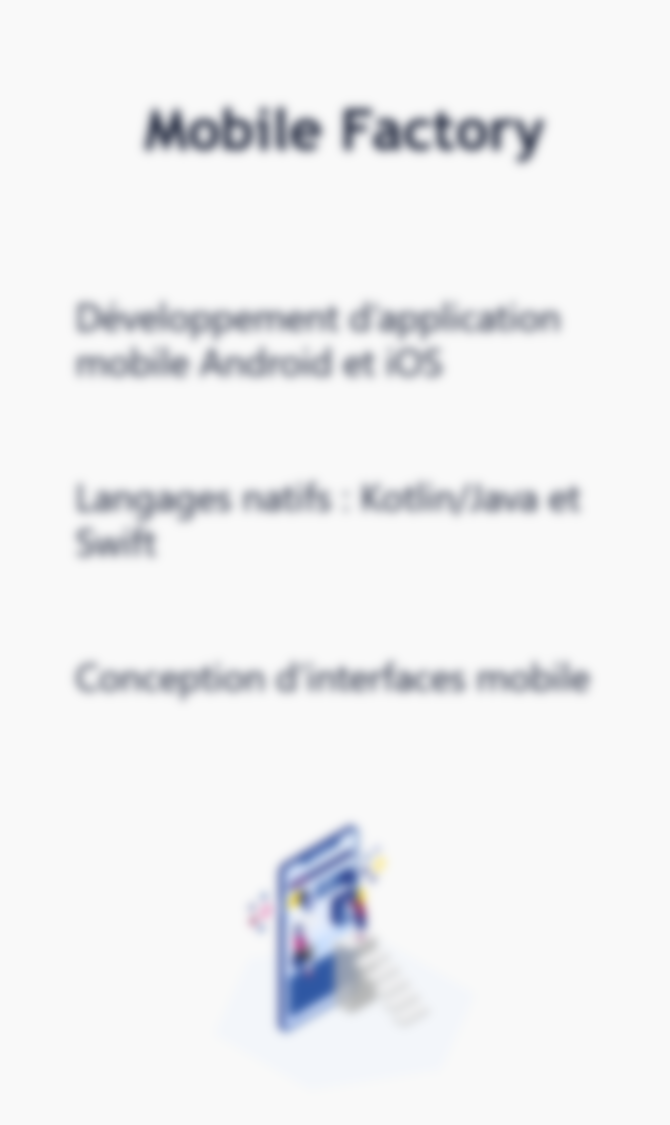 Mobile Factory
Développement d'application
mobile Android et iOS
Langages natifs : Kotlin/Java et
Swift
Conception d'interfaces mobile